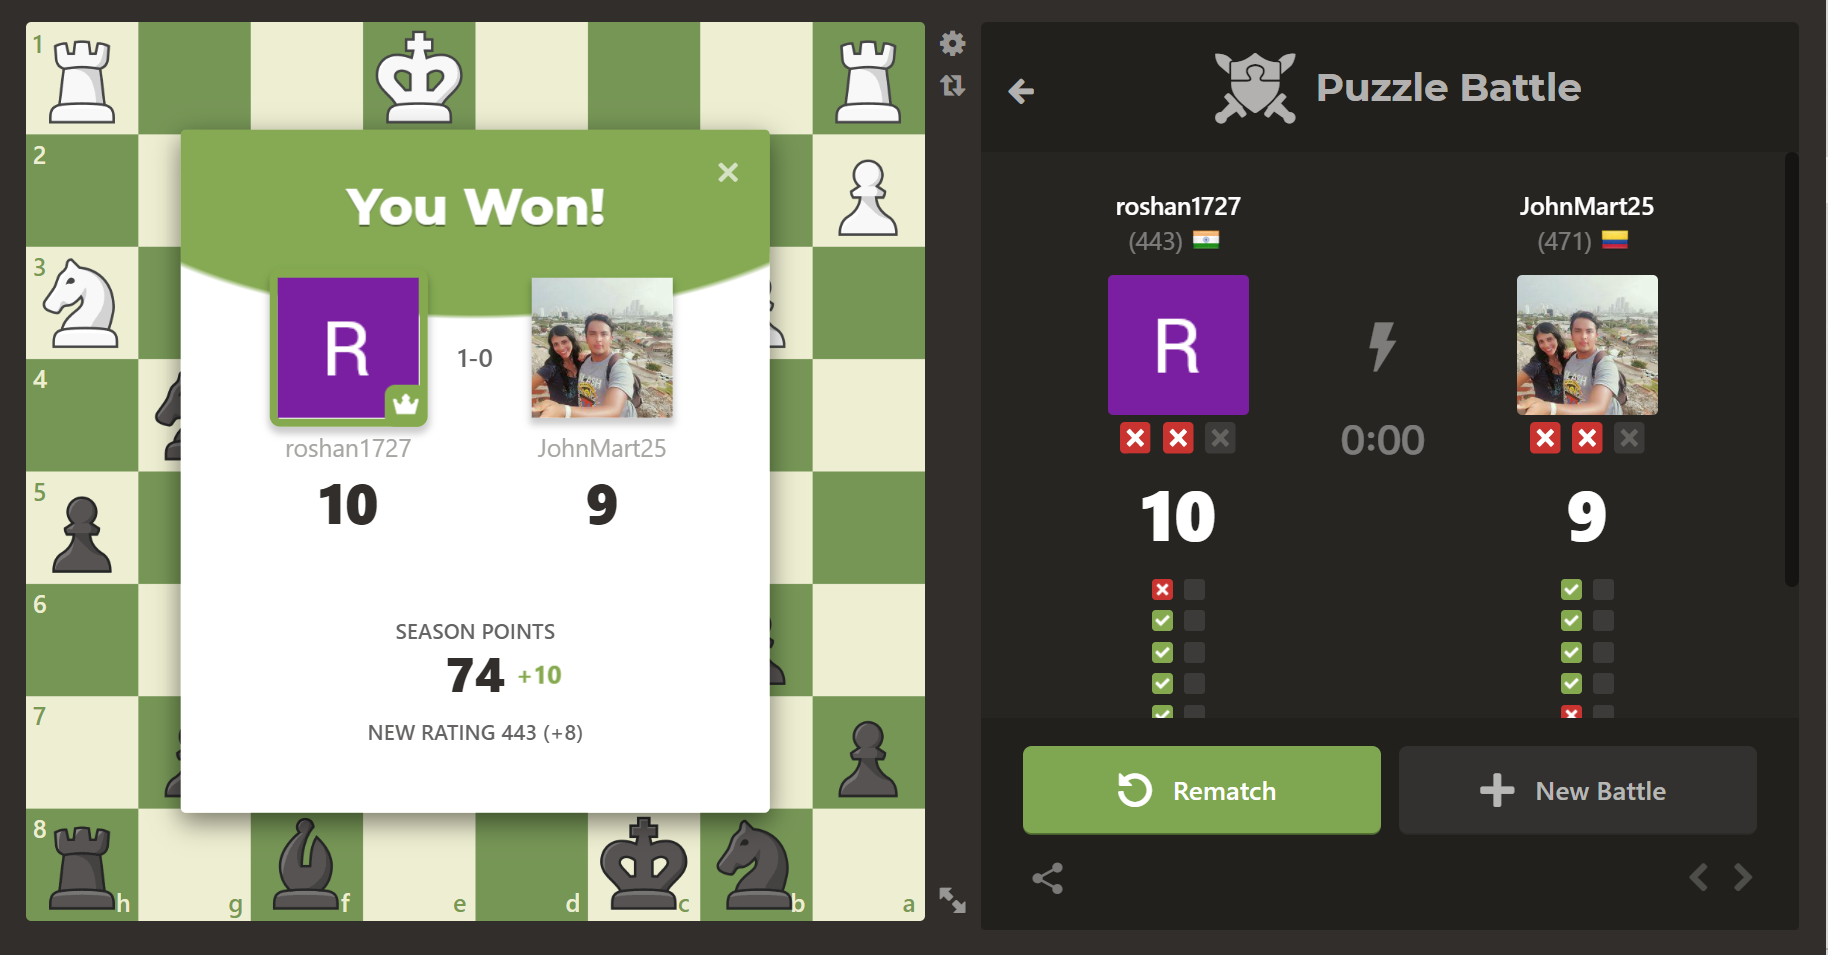 1
2
3
4
5
6
7
8
h
g
f
e
d
c
b
a
You Won!
R
1-0
roshan1727
JohnMart25
10
9
SEASON POINTS
74 +10
NEW RATING 443 (+8)
Puzzle Battle
roshan1727
(443)
JohnMart25
(471)
R
0:00
10
9
Rematch
New Battle